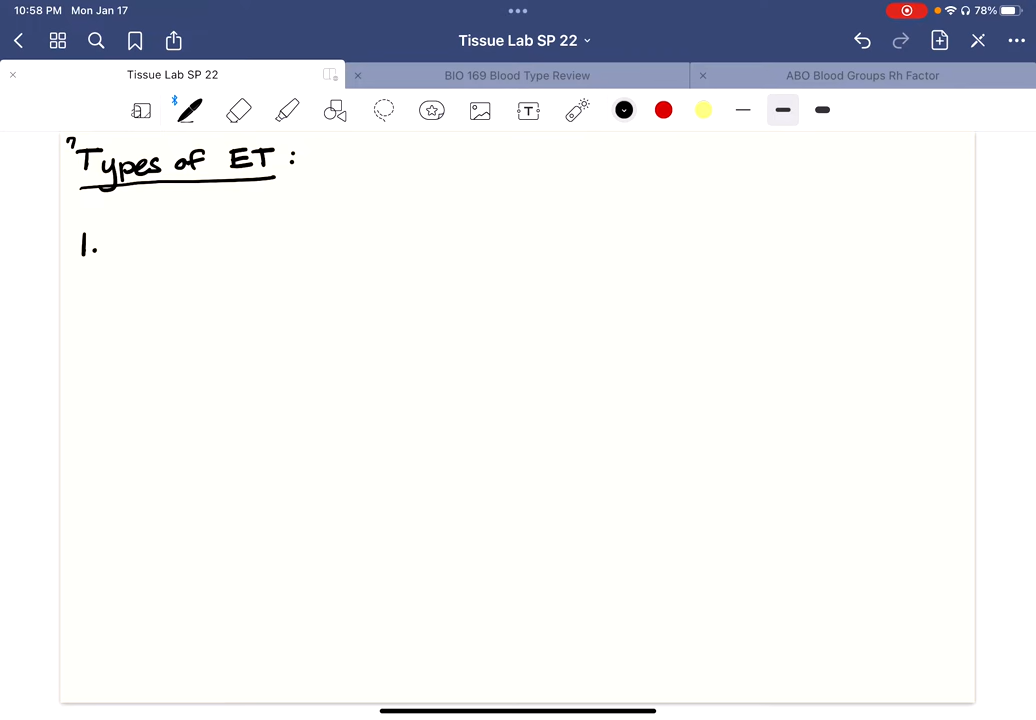 10:58 PM Mon Jan 17
78%
Tissue Lab SP 22
Tissue Lab SP 22
BIO 169 Blood Type Review
ABO Blood Groups Rh Factor
T
Types of ET :
1.